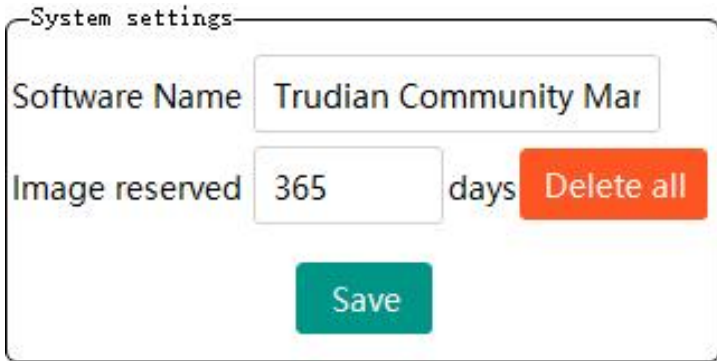 System settings
Software Name Trudian Community Mar
Image reserved 365 days Delete all
Save